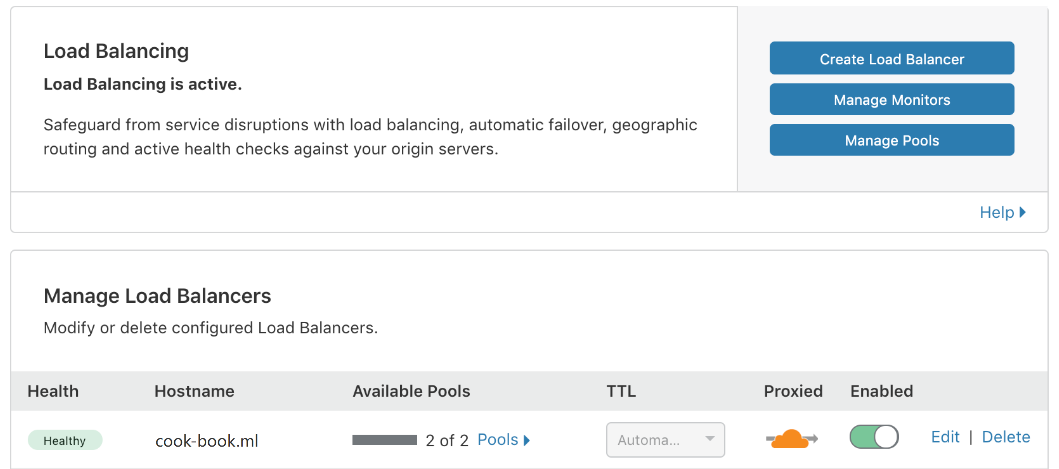 Load Balancing
Load Balancing is active.
Safeguard from service disruptions with load balancing, automatic failover, geographic
routing and active health checks against your origin servers.
Create Load Balancer
Manage Monitors
Manage Pools
Help
Manage Load Balancers
Modify or delete configured Load Balancers.
Health Hostname Available Pools TTL Proxied Enabled
Healthy cook-book.ml 2 of 2 Pools Automa... Edit | Delete